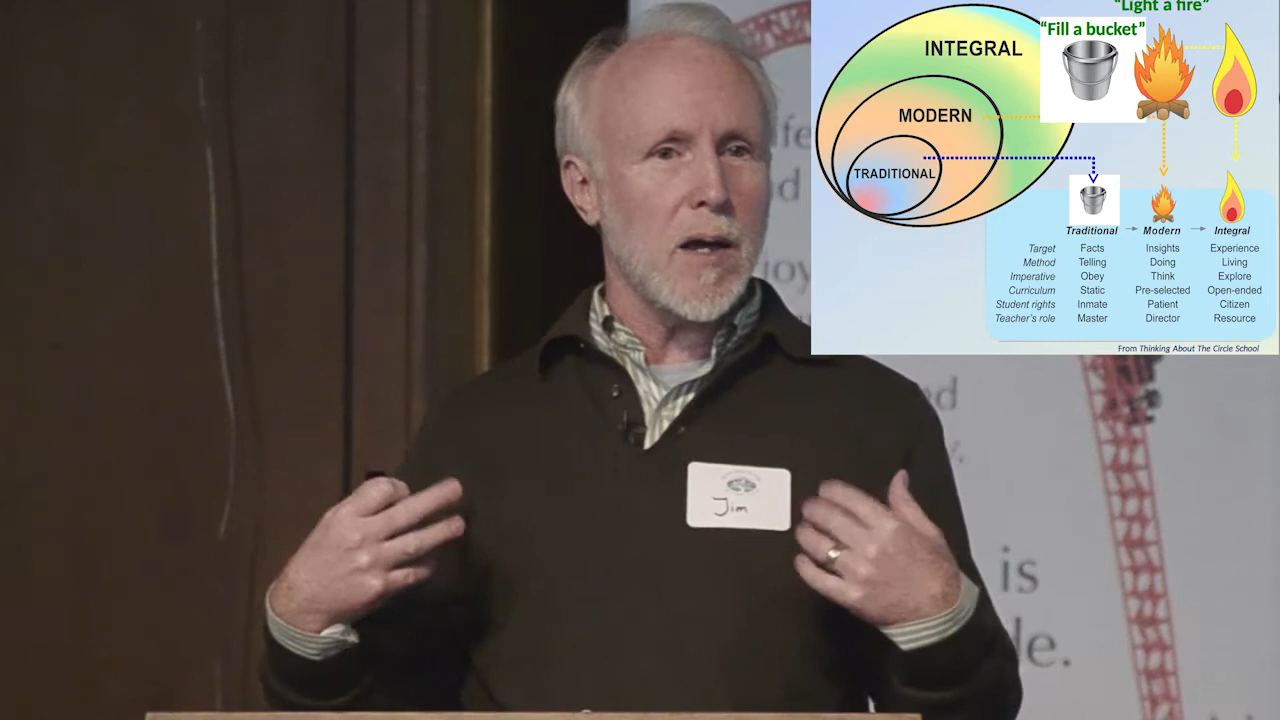 "Light a fire"
"Fill a bucket"
INTEGRAL
MODERN
TRADITIONAL
Traditional Modern Integral
Target Facts Insights Experience
Method Telling Doing Living
Imperative Obey Think Explore
Curriculum Static Pre-selected Open-ended
Student rights Inmate Patient Citizen
Teacher's role Master Director Resource
From Thinking About The Circle School
Jim
is